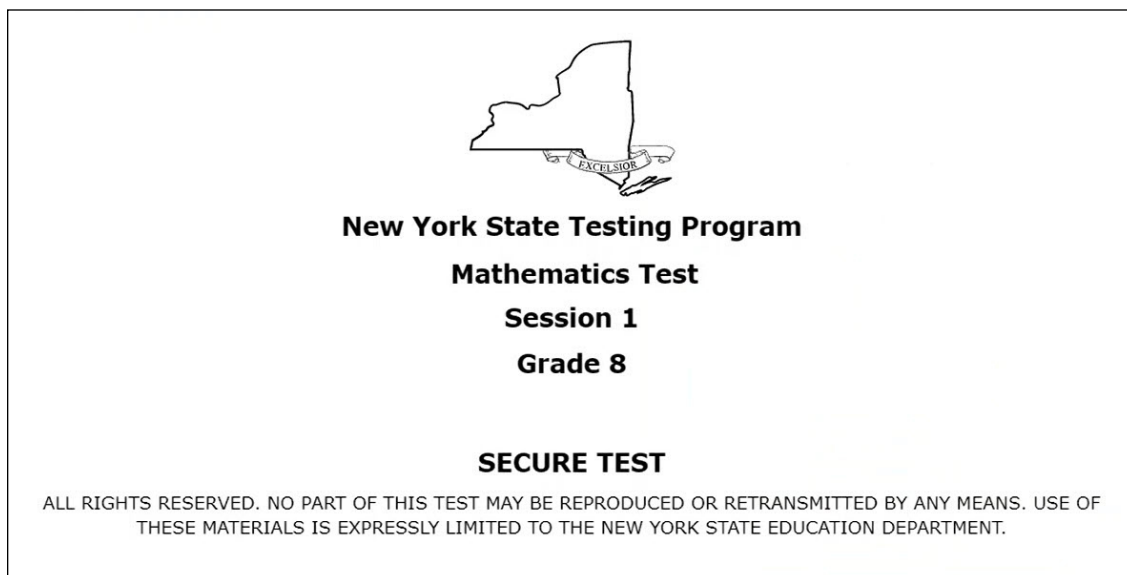 EXCELSIOR
New York State Testing Program
Mathematics Test
Session 1
Grade 8
SECURE TEST
ALL RIGHTS RESERVED. NO PART OF THIS TEST MAY BE REPRODUCED OR RETRANSMITTED BY ANY MEANS. USE OF
THESE MATERIALS IS EXPRESSLY LIMITED TO THE NEW YORK STATE EDUCATION DEPARTMENT.